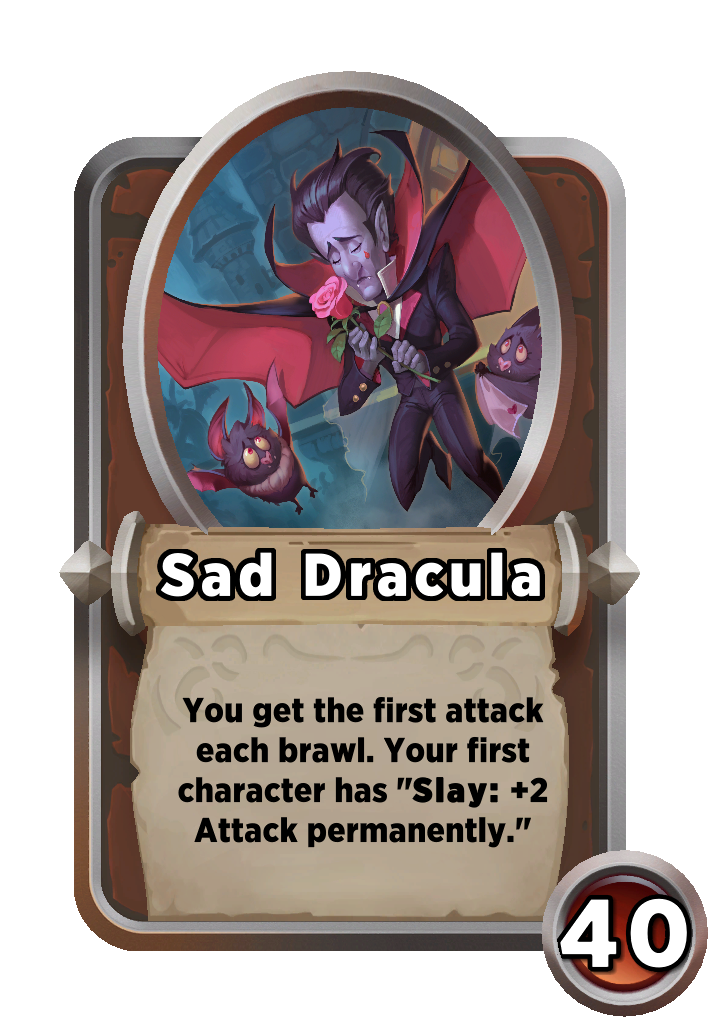 Sad Dracula
You get the first attack
each brawl. Your first
character has "Slay: +2
Attack permanently."
40